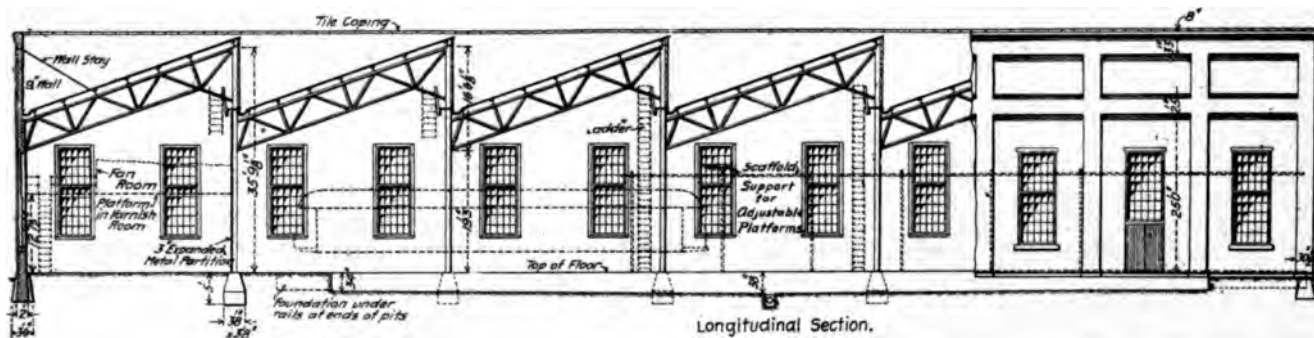 Tile Coping
8"
Wall Stay
9" Wall
Ladder
Fan
Room
Platform
in Varnish
Room
Scaffold
Support
for
Adjustable
Platforms
3" Expanded
Metal Partition
Top of Floor
Foundation under
rails at ends of pits
Longitudinal Section.